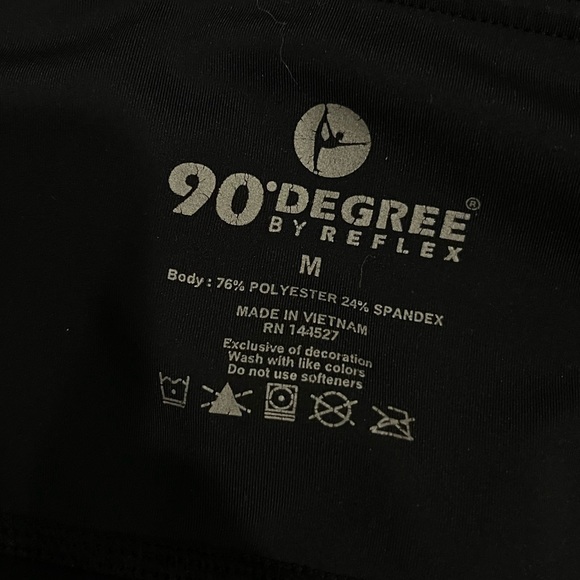 90°DEGREE®
BY REFLEX
M
Body : 76% POLYESTER 24% SPANDEX
MADE IN VIETNAM
RN 144527
Exclusive of decoration
Wash with like colors
Do not use softeners